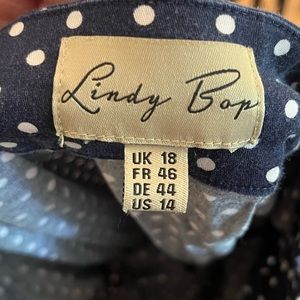 Lindy Bop
UK 18
FR 46
DE 44
US 14